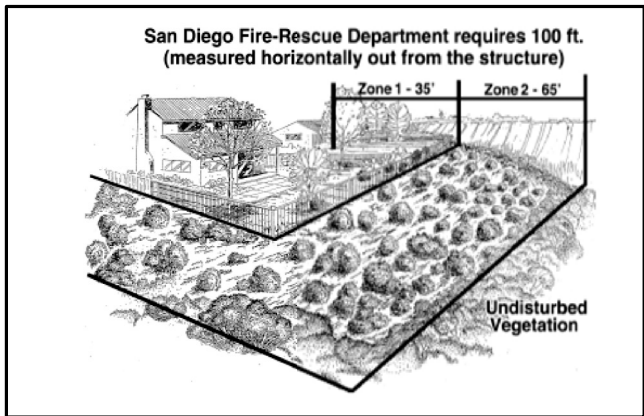 San Diego Fire-Rescue Department requires 100 ft.
(measured horizontally out from the structure)
Zone 1 - 35'
Zone 2 - 65'
Undisturbed
Vegetation